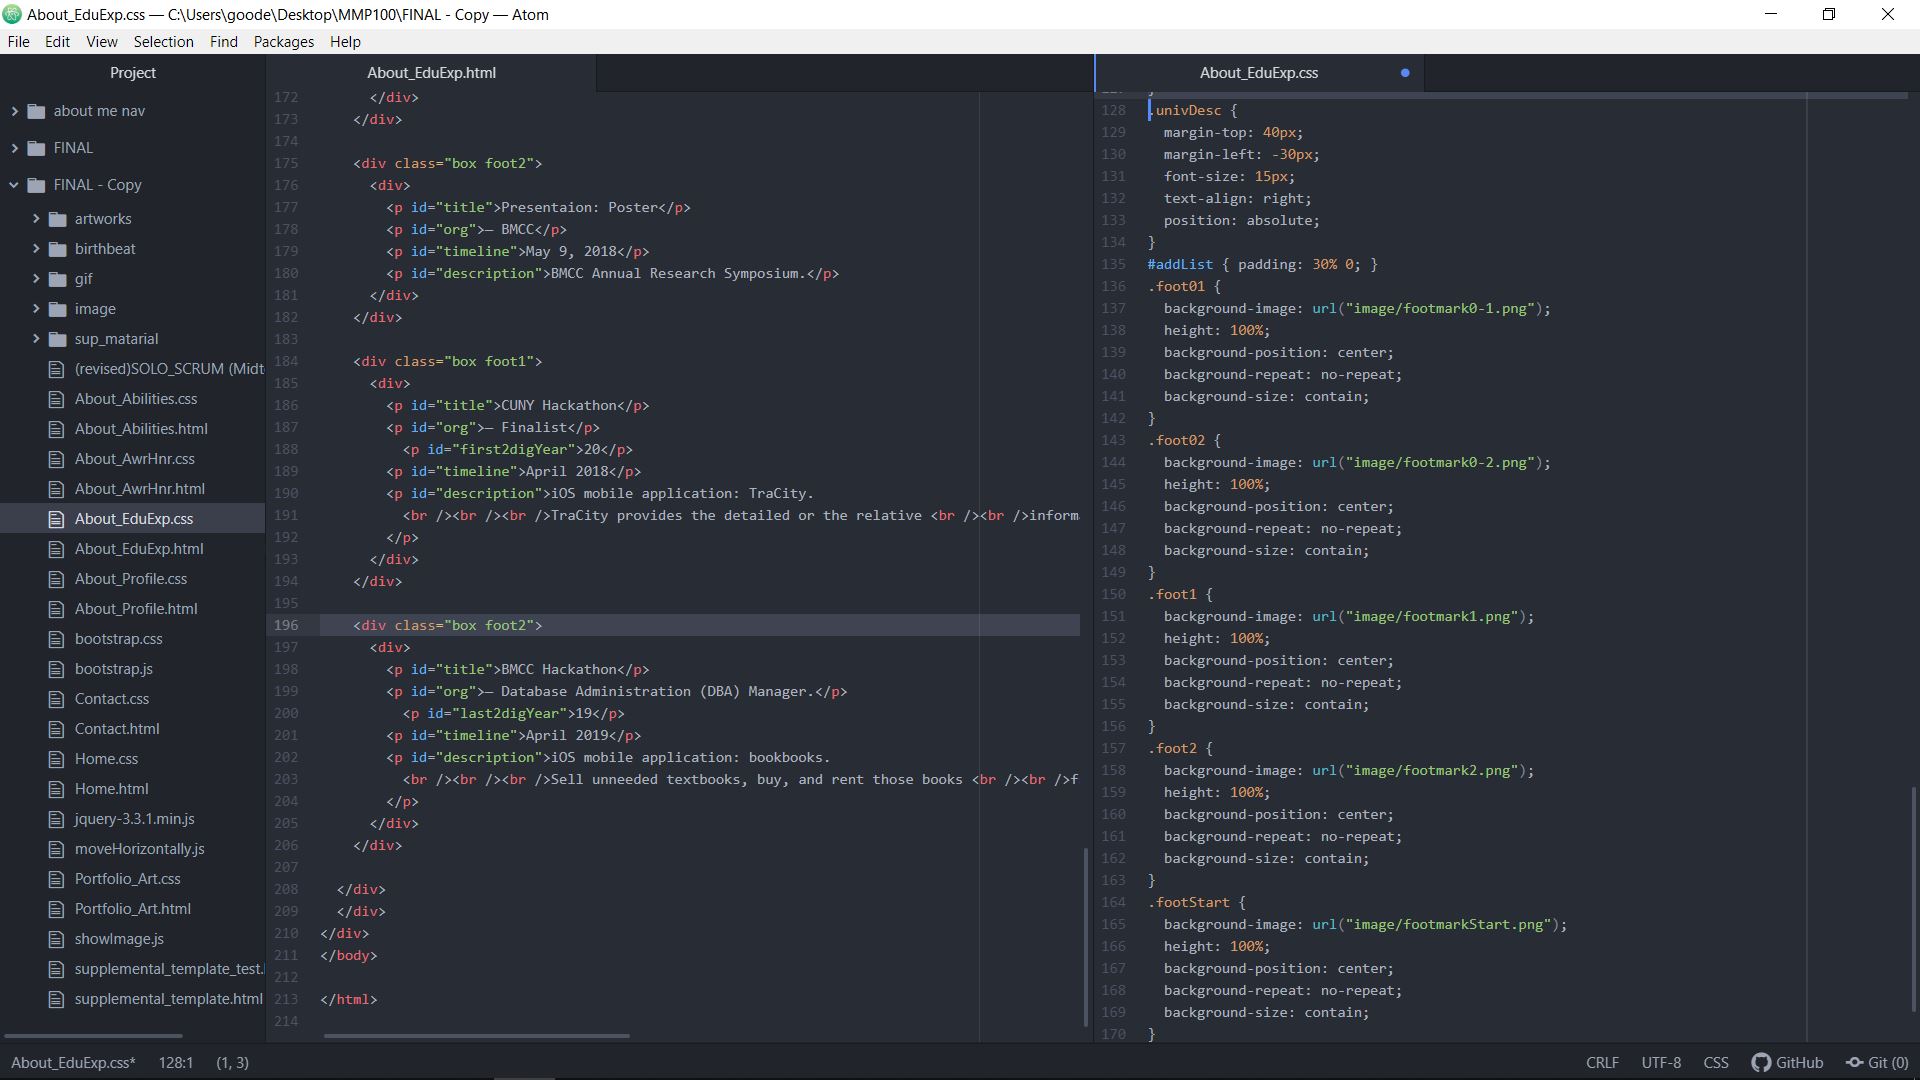 About_EduExp.css — C:\Users\goode\Desktop\MMP100\FINAL - Copy — Atom
File Edit View Selection Find Packages Help
Project
about me nav
FINAL
FINAL - Copy
artworks
birthbeat
gif
image
sup_matarial
(revised)SOLO_SCRUM (Midt
About_Abilities.css
About_Abilities.html
About_AwrHnr.css
About_AwrHnr.html
About_EduExp.css
About_EduExp.html
About_Profile.css
About_Profile.html
bootstrap.css
bootstrap.js
Contact.css
Contact.html
Home.css
Home.html
jquery-3.3.1.min.js
moveHorizontally.js
Portfolio_Art.css
Portfolio_Art.html
showImage.js
supplemental_template_test.
supplemental_template.html
About_EduExp.html
172 </div>
173 </div>
174
175 <div class="box foot2">
176 <div>
177 <p id="title">Presentaion: Poster</p>
178 <p id="org">— BMCC</p>
179 <p id="timeline">May 9, 2018</p>
180 <p id="description">BMCC Annual Research Symposium.</p>
181 </div>
182 </div>
183
184 <div class="box foot1">
185 <div>
186 <p id="title">CUNY Hackathon</p>
187 <p id="org">— Finalist</p>
188 <p id="first2digYear">20</p>
189 <p id="timeline">April 2018</p>
190 <p id="description">iOS mobile application: TraCity.
191 <br /><br /><br />TraCity provides the detailed or the relative <br /><br />inform
192 </p>
193 </div>
194 </div>
195
196 <div class="box foot2">
197 <div>
198 <p id="title">BMCC Hackathon</p>
199 <p id="org">— Database Administration (DBA) Manager.</p>
200 <p id="last2digYear">19</p>
201 <p id="timeline">April 2019</p>
202 <p id="description">iOS mobile application: bookbooks.
203 <br /><br /><br />Sell unneeded textbooks, buy, and rent those books <br /><br />f
204 </p>
205 </div>
206 </div>
207
208 </div>
209 </div>
210 </div>
211 </body>
212
213 </html>
214
About_EduExp.css
128 .univDesc {
129 margin-top: 40px;
130 margin-left: -30px;
131 font-size: 15px;
132 text-align: right;
133 position: absolute;
134 }
135 #addList { padding: 30% 0; }
136 .foot01 {
137 background-image: url("image/footmark0-1.png");
138 height: 100%;
139 background-position: center;
140 background-repeat: no-repeat;
141 background-size: contain;
142 }
143 .foot02 {
144 background-image: url("image/footmark0-2.png");
145 height: 100%;
146 background-position: center;
147 background-repeat: no-repeat;
148 background-size: contain;
149 }
150 .foot1 {
151 background-image: url("image/footmark1.png");
152 height: 100%;
153 background-position: center;
154 background-repeat: no-repeat;
155 background-size: contain;
156 }
157 .foot2 {
158 background-image: url("image/footmark2.png");
159 height: 100%;
160 background-position: center;
161 background-repeat: no-repeat;
162 background-size: contain;
163 }
164 .footStart {
165 background-image: url("image/footmarkStart.png");
166 height: 100%;
167 background-position: center;
168 background-repeat: no-repeat;
169 background-size: contain;
170 }
About_EduExp.css* 128:1 (1, 3) CRLF UTF-8 CSS GitHub Git (0)